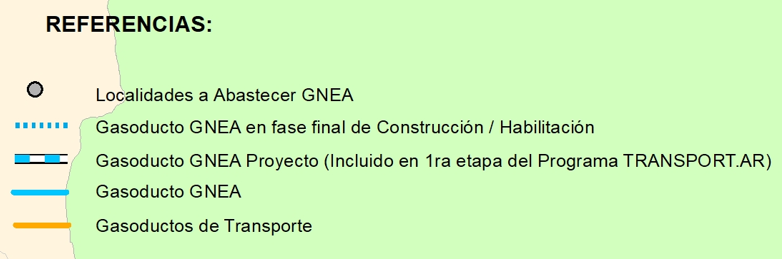 REFERENCIAS:
Localidades a Abastecer GNEA
Gasoducto GNEA en fase final de Construcción / Habilitación
Gasoducto GNEA Proyecto (Incluido en 1ra etapa del Programa TRANSPORT.AR)
Gasoducto GNEA
Gasoductos de Transporte